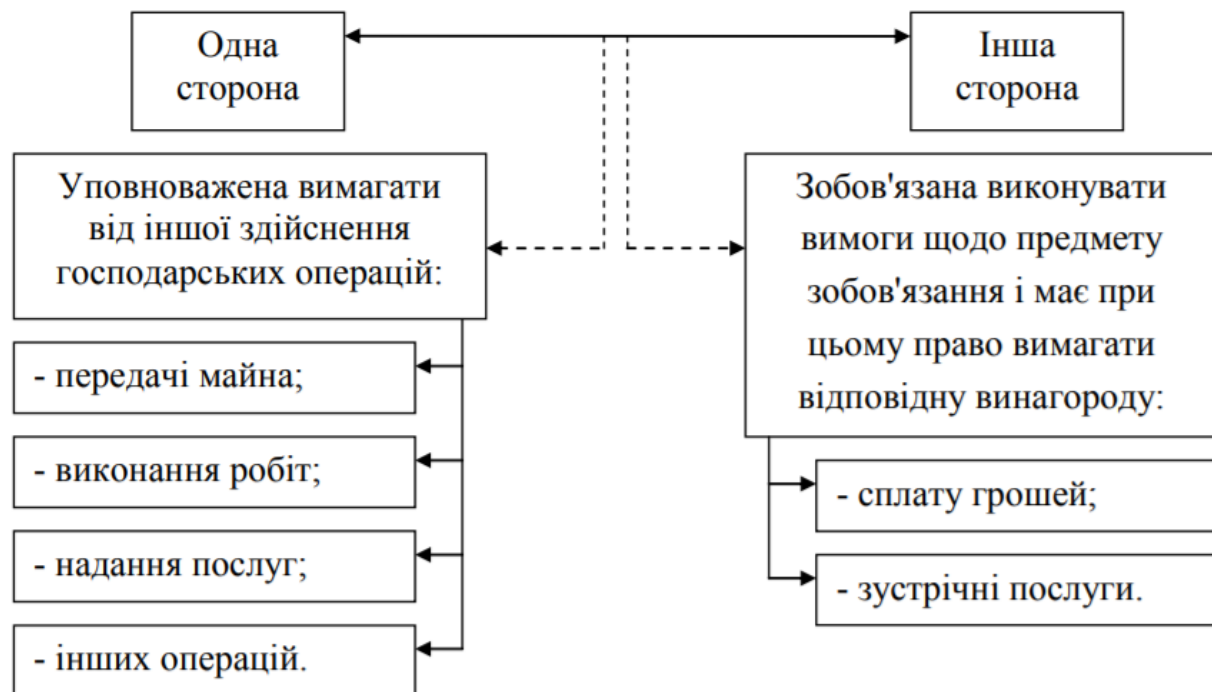 Одна
сторона
Інша
сторона
Уповноважена вимагати
від іншої здійснення
господарських операцій:
- передачі майна;
- виконання робіт;
- надання послуг;
- інших операцій.
Зобов'язана виконувати
вимоги щодо предмету
зобов'язання і має при
цьому право вимагати
відповідну винагороду:
- сплату грошей;
- зустрічні послуги.